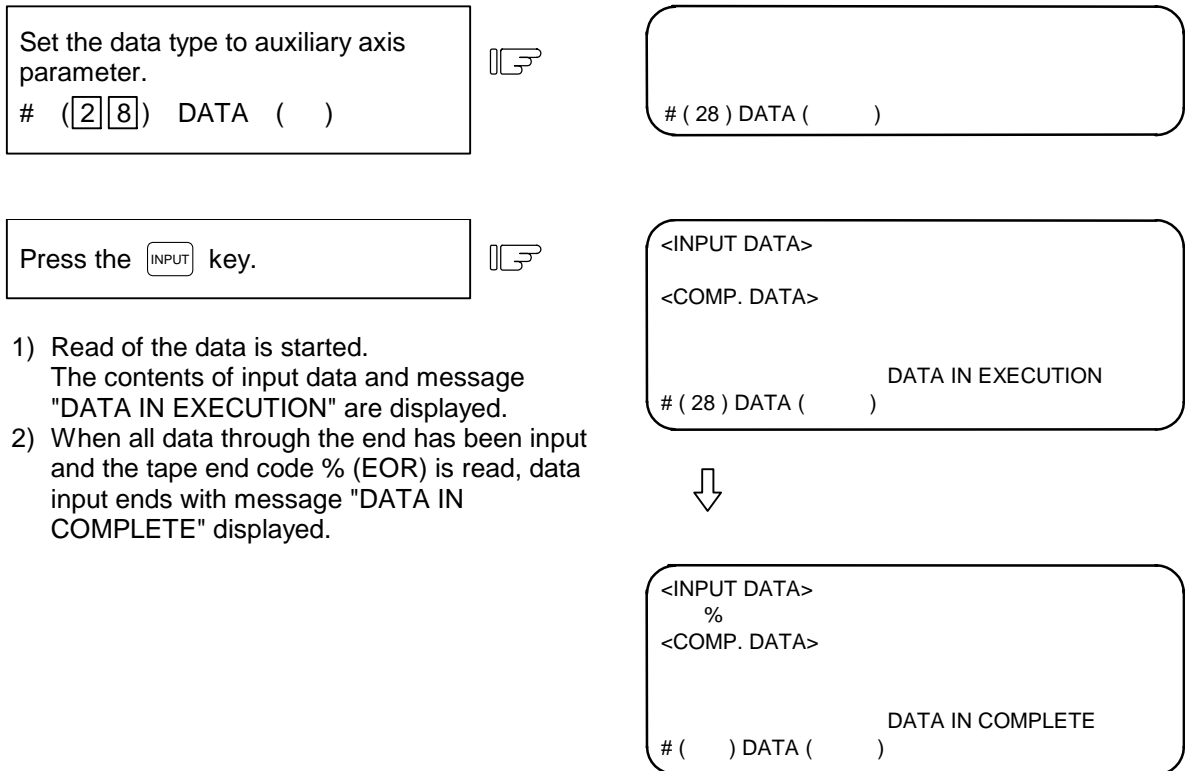 Set the data type to auxiliary axis
parameter.
# (28) DATA ( )
# ( 28 ) DATA ( )
Press the INPUT key.
1) Read of the data is started.
The contents of input data and message
"DATA IN EXECUTION" are displayed.
2) When all data through the end has been input
and the tape end code % (EOR) is read, data
input ends with message "DATA IN
COMPLETE" displayed.
<INPUT DATA>
<COMP. DATA>
DATA IN EXECUTION
# ( 28 ) DATA ( )
<INPUT DATA>
%
<COMP. DATA>
DATA IN COMPLETE
# ( ) DATA ( )